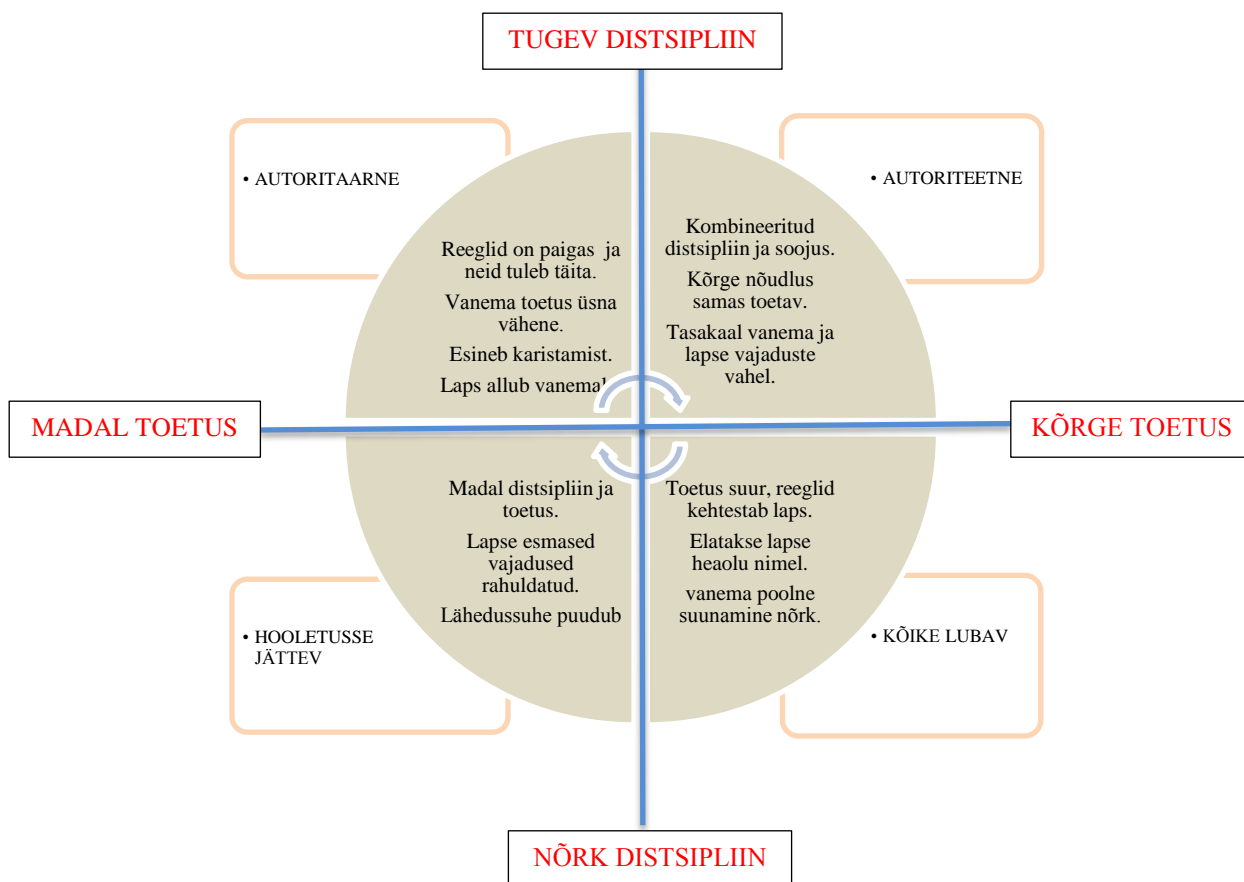 TUGEV DISTSIPLIIN
• AUTORITAARNE
• AUTORITEETNE
Reeglid on paigas ja
neid tuleb täita.
Vanema toetus üsna
vähene.
Esineb karistamist.
Laps allub vanemal
Kombineeritud
distsipliin ja soojus.
Kõrge nõudlus
samas toetav.
Tasakaal vanema ja
lapse vajaduste
vahel.
MADAL TOETUS
KÕRGE TOETUS
Madal distsipliin ja
toetus.
Lapse esmased
vajadused
rahuldatud.
Lähedussuhe puudub
Toetus suur, reeglid
kehtestab laps.
Elatakse lapse
heaolu nimel.
vanema poolne
suunamine nõrk.
• HOOLETUSSE
JÄTTEV
• KÕIKE LUBAV
NÕRK DISTSIPLIIN